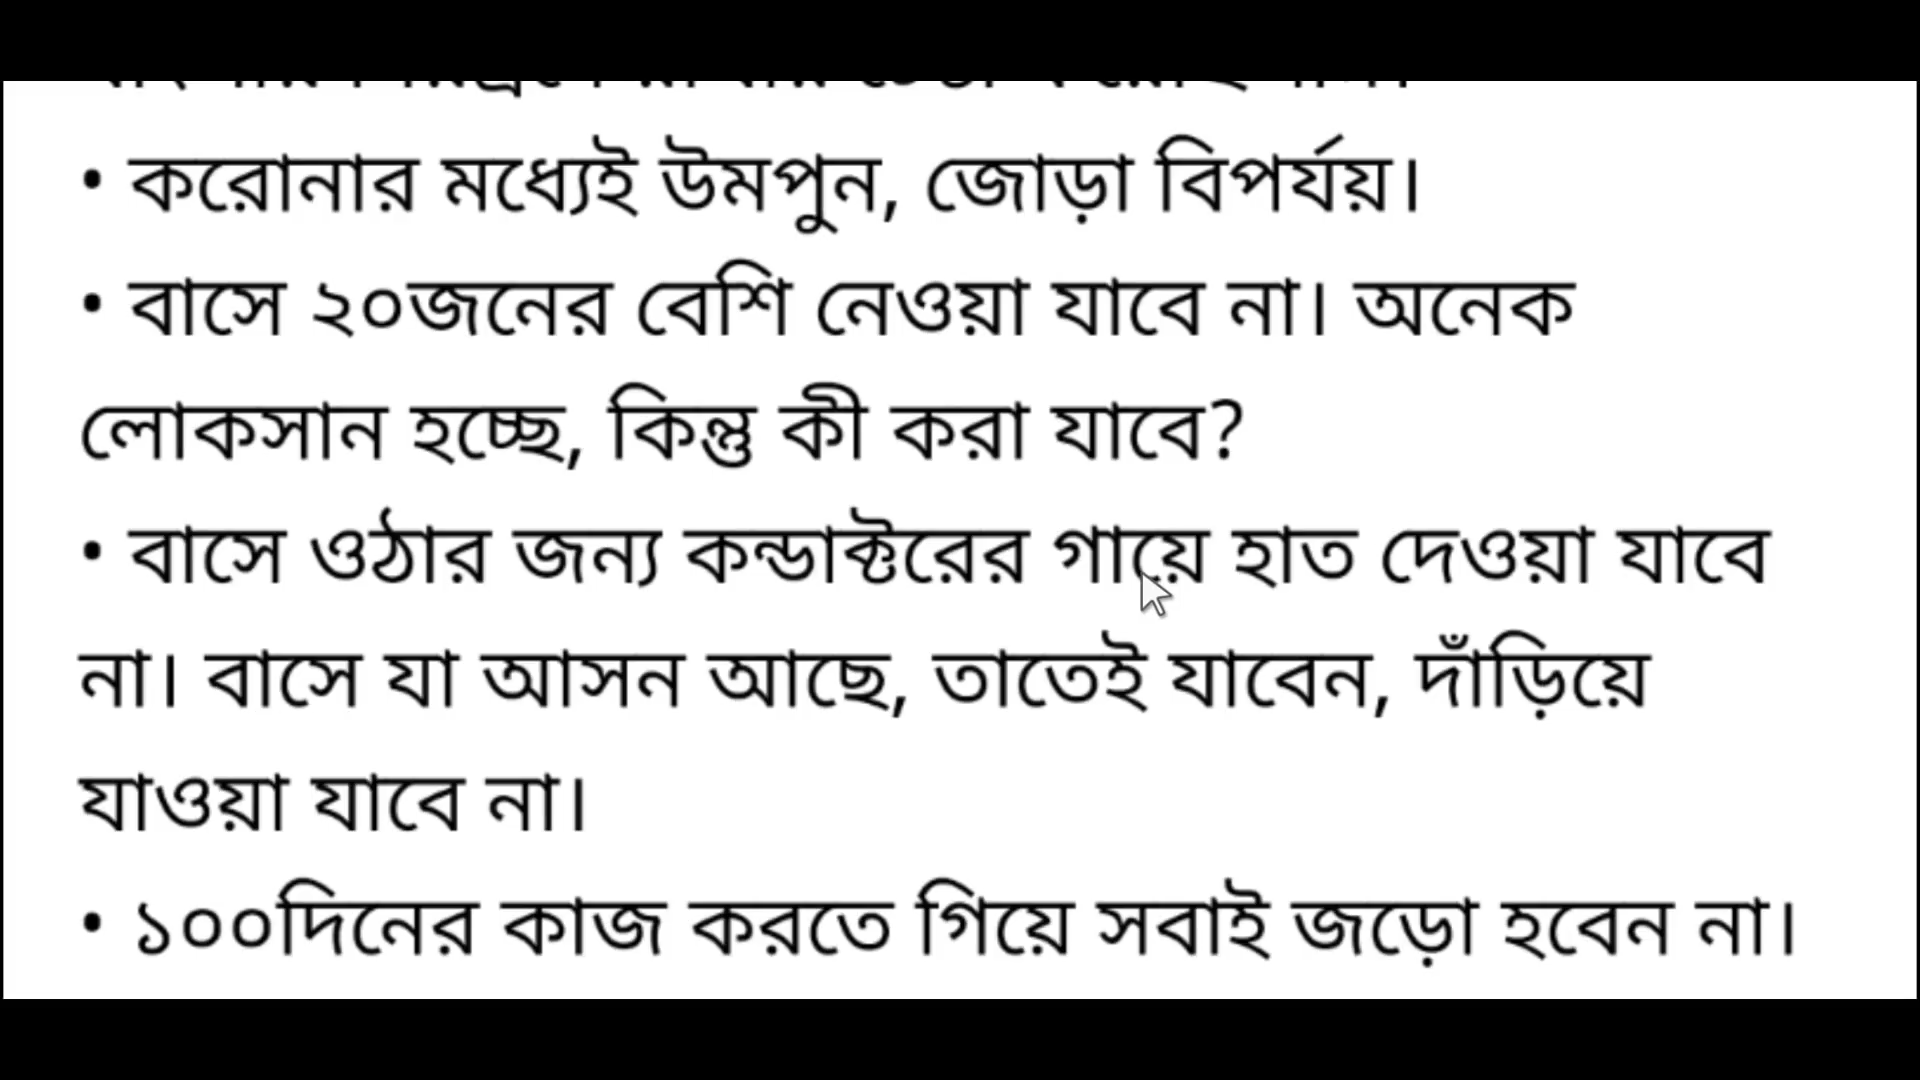 • করোনার মধ্যেই উমপুন, জোড়া বিপর্যয়।
• বাসে ২০জনের বেশি নেওয়া যাবে না। অনেক
লোকসান হচ্ছে, কিন্তু কী করা যাবে?
• বাসে ওঠার জন্য কন্ডাক্টরের গায়ে হাত দেওয়া যাবে
না। বাসে যা আসন আছে, তাতেই যাবেন, দাঁড়িয়ে
যাওয়া যাবে না।
• ১০০দিনের কাজ করতে গিয়ে সবাই জড়ো হবেন না।